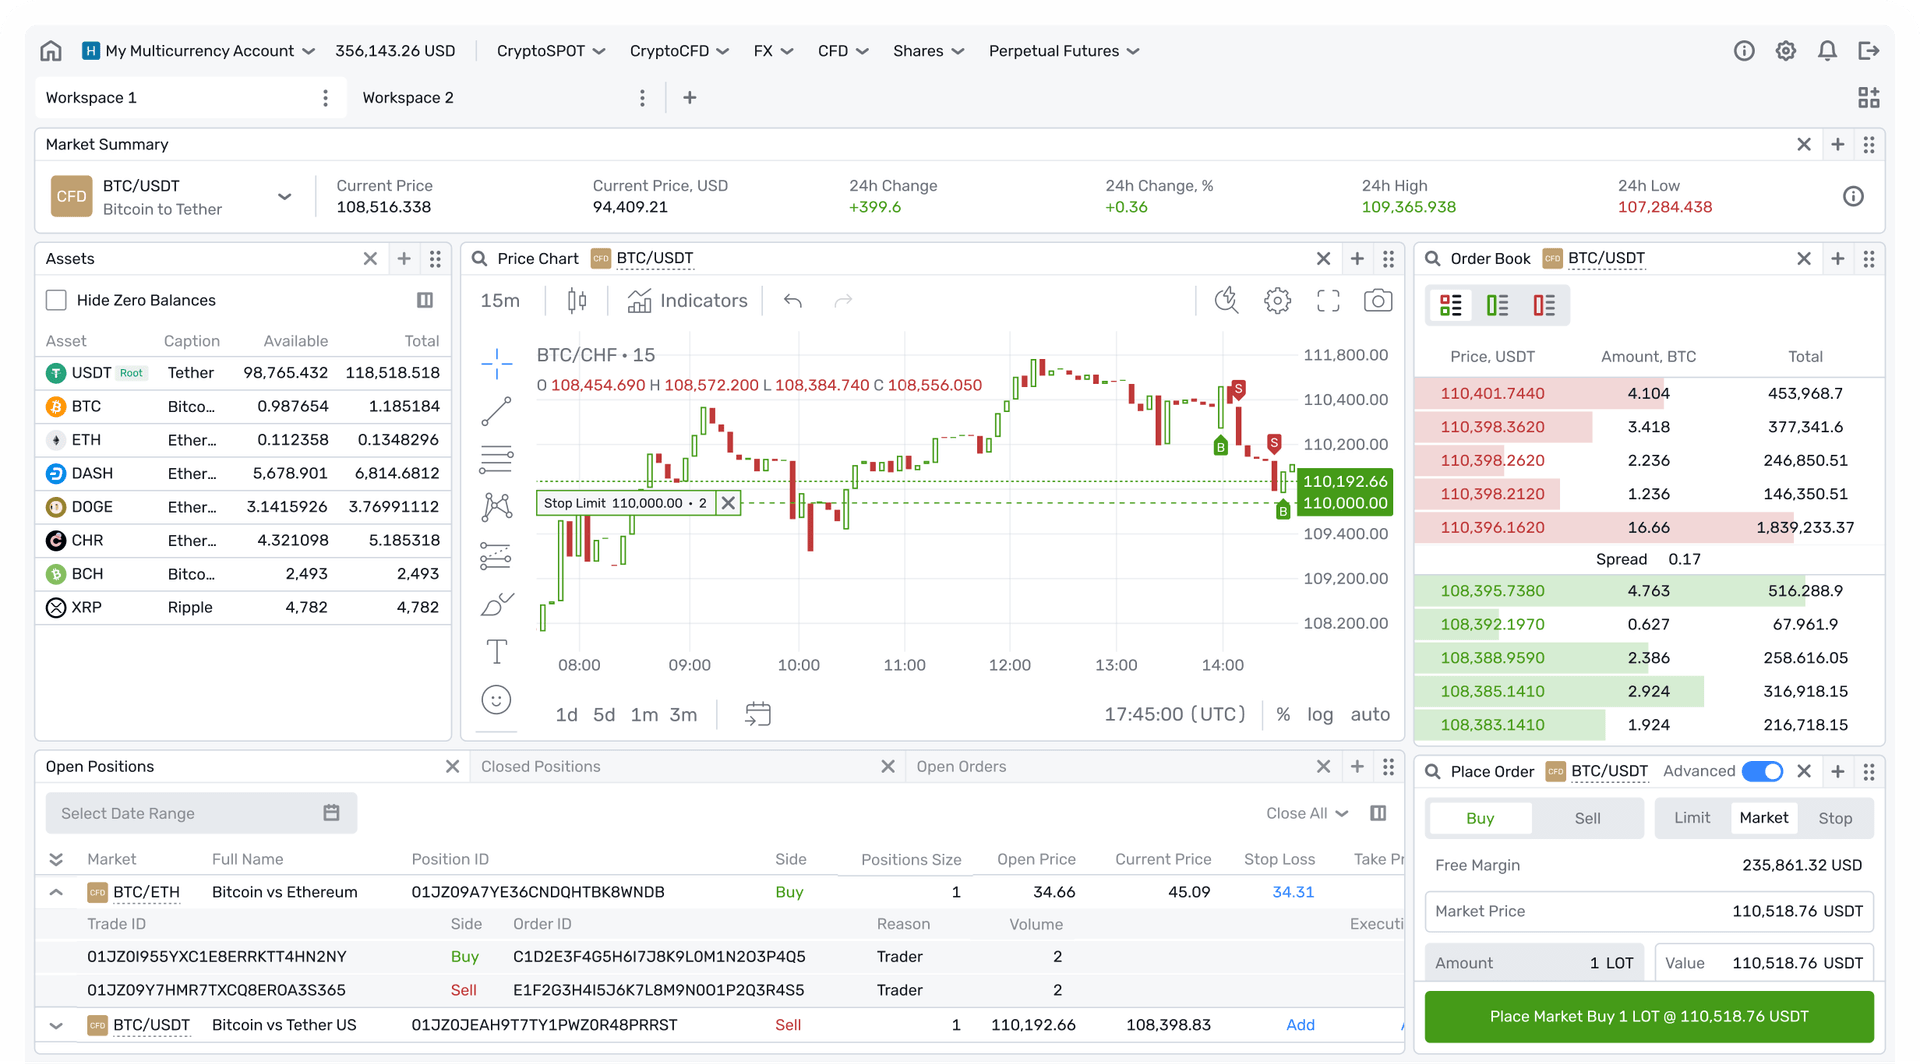 H My Multicurrency Account 356,143.26 USD CryptoSPOT CryptoCFD FX CFD Shares Perpetual Futures
Workspace 1 Workspace 2
Market Summary
CFD BTC/USDT Bitcoin to Tether
Current Price 108,516.338
Current Price, USD 94,409.21
24h Change +399.6
24h Change, % +0.36
24h High 109,365.938
24h Low 107,284.438
Assets
Hide Zero Balances
Asset Caption Available Total
USDT Root Tether 98,765.432 118,518.518
BTC Bitco... 0.987654 1.185184
ETH Ether... 0.112358 0.1348296
DASH Ether... 5,678.901 6,814.6812
DOGE Ether... 3.1415926 3.76991112
CHR Ether... 4.321098 5.185318
BCH Bitco... 2,493 2,493
XRP Ripple 4,782 4,782
Price Chart CFD BTC/USDT
15m Indicators
BTC/CHF • 15
O 108,454.690 H 108,572.200 L 108,384.740 C 108,556.050
111,800.00
110,400.00
110,200.00
110,192.66
110,000.00
109.400.00
109,200.00
108.200.00
S
B
S
B
Stop Limit 110,000.00 • 2
08:00 09:00 10:00 11:00 12:00 13:00 14:00
1d 5d 1m 3m 17:45:00 (UTC) % log auto
Order Book CFD BTC/USDT
Price, USDT Amount, BTC Total
110,401.7440 4.104 453,968.7
110,398.3620 3.418 377,341.6
110,398.2620 2.236 246,850.51
110,398.2120 1.236 146,350.51
110,396.1620 16.66 1,839,233.37
Spread 0.17
108,395.7380 4.763 516.288.9
108,392.1970 0.627 67.961.9
108,388.9590 2.386 258.616.05
108,385.1410 2.924 316,918.15
108,383.1410 1.924 216,718.15
Open Positions Closed Positions Open Orders
Select Date Range Close All
Market Full Name Position ID Side Positions Size Open Price Current Price Stop Loss Take Pr
CFD BTC/ETH Bitcoin vs Ethereum 01JZ09A7YE36CNDQHTBK8WNDB Buy 1 34.66 45.09 34.31
Trade ID Side Order ID Reason Volume Executi
01JZ0I955YXC1E8ERRKTT4HN2NY Buy C1D2E3F4G5H6I7J8K9L0M1N2O3P4Q5 Trader 2
01JZ09Y7HMR7TXCQ8EROA3S365 Sell E1F2G3H4I5J6K7L8M9N0O1P2Q3R4S5 Trader 2
CFD BTC/USDT Bitcoin vs Tether US 01JZ0JEAH9T7TY1PWZ0R48PRRST Sell 1 110,192.66 108,398.83 Add
Place Order CFD BTC/USDT Advanced
Buy Sell Limit Market Stop
Free Margin 235,861.32 USD
Market Price 110,518.76 USDT
Amount 1 LOT Value 110,518.76 USDT
Place Market Buy 1 LOT @ 110,518.76 USDT